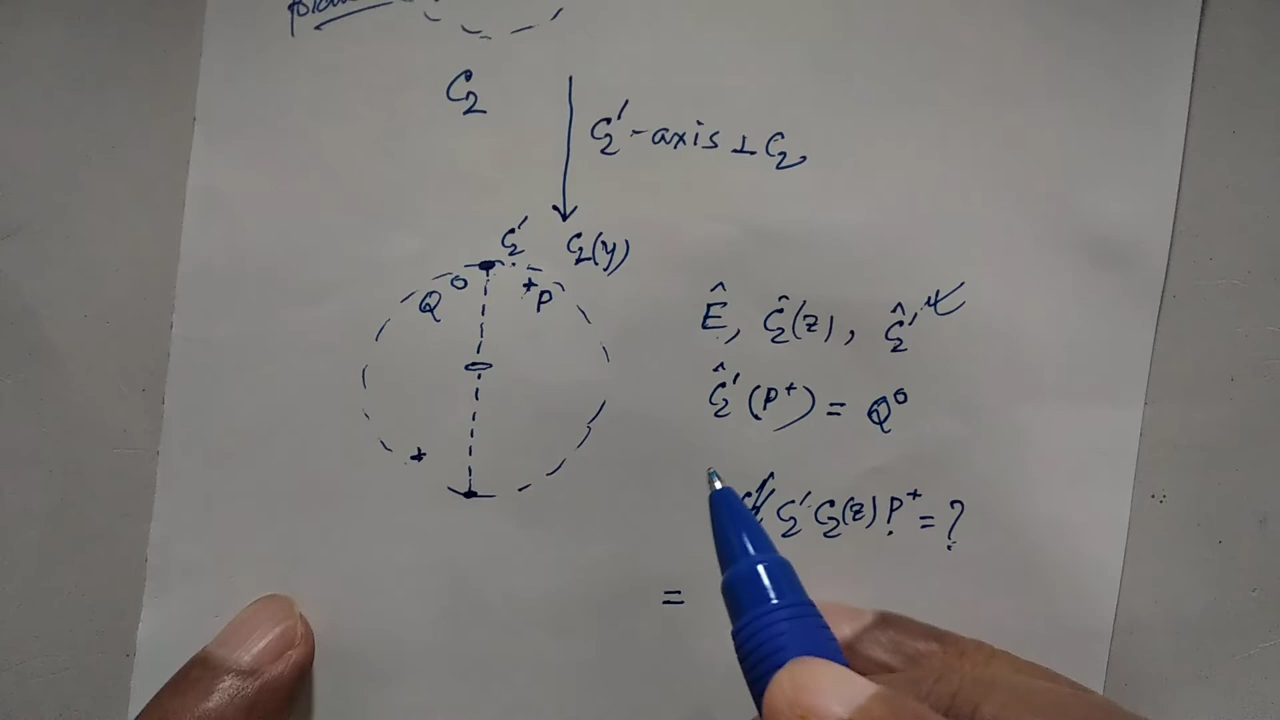 C₂
C₂′-axis ⊥ C₂
C₂′ C₂(y)
Q° +P
Ê, Ĉ₂(z), Ĉ₂′
Ĉ₂′(P⁺) = Q°
+
C₂′ C₂(z) P⁺ = ?
=